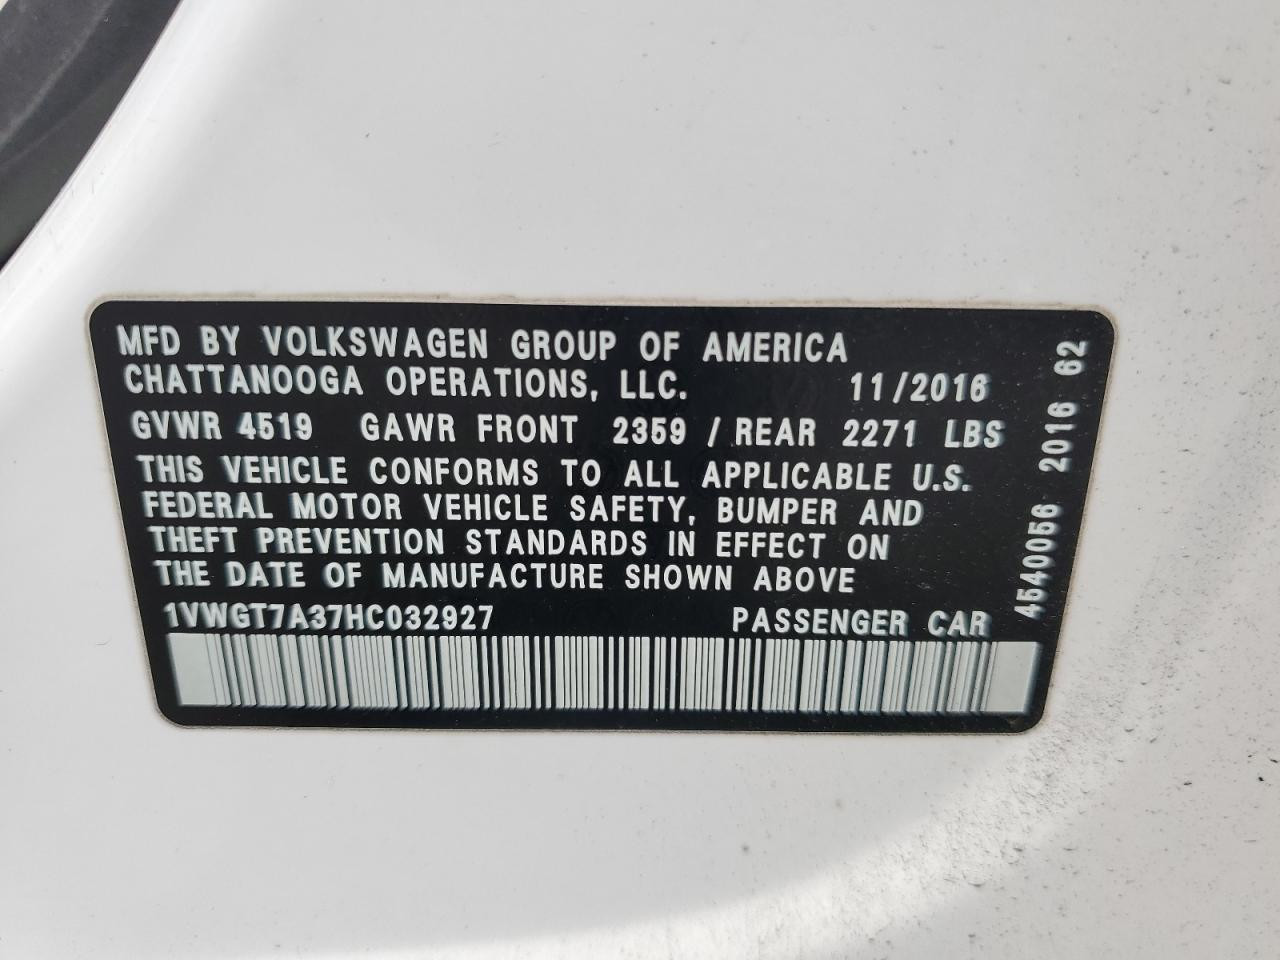 MFD BY VOLKSWAGEN GROUP OF AMERICA
CHATTANOOGA OPERATIONS, LLC. 11/2016
GVWR 4519 GAWR FRONT 2359 / REAR 2271 LBS
THIS VEHICLE CONFORMS TO ALL APPLICABLE U.S.
FEDERAL MOTOR VEHICLE SAFETY, BUMPER AND
THEFT PREVENTION STANDARDS IN EFFECT ON
THE DATE OF MANUFACTURE SHOWN ABOVE
1VWGT7A37HC032927 PASSENGER CAR
4540056 2016 62